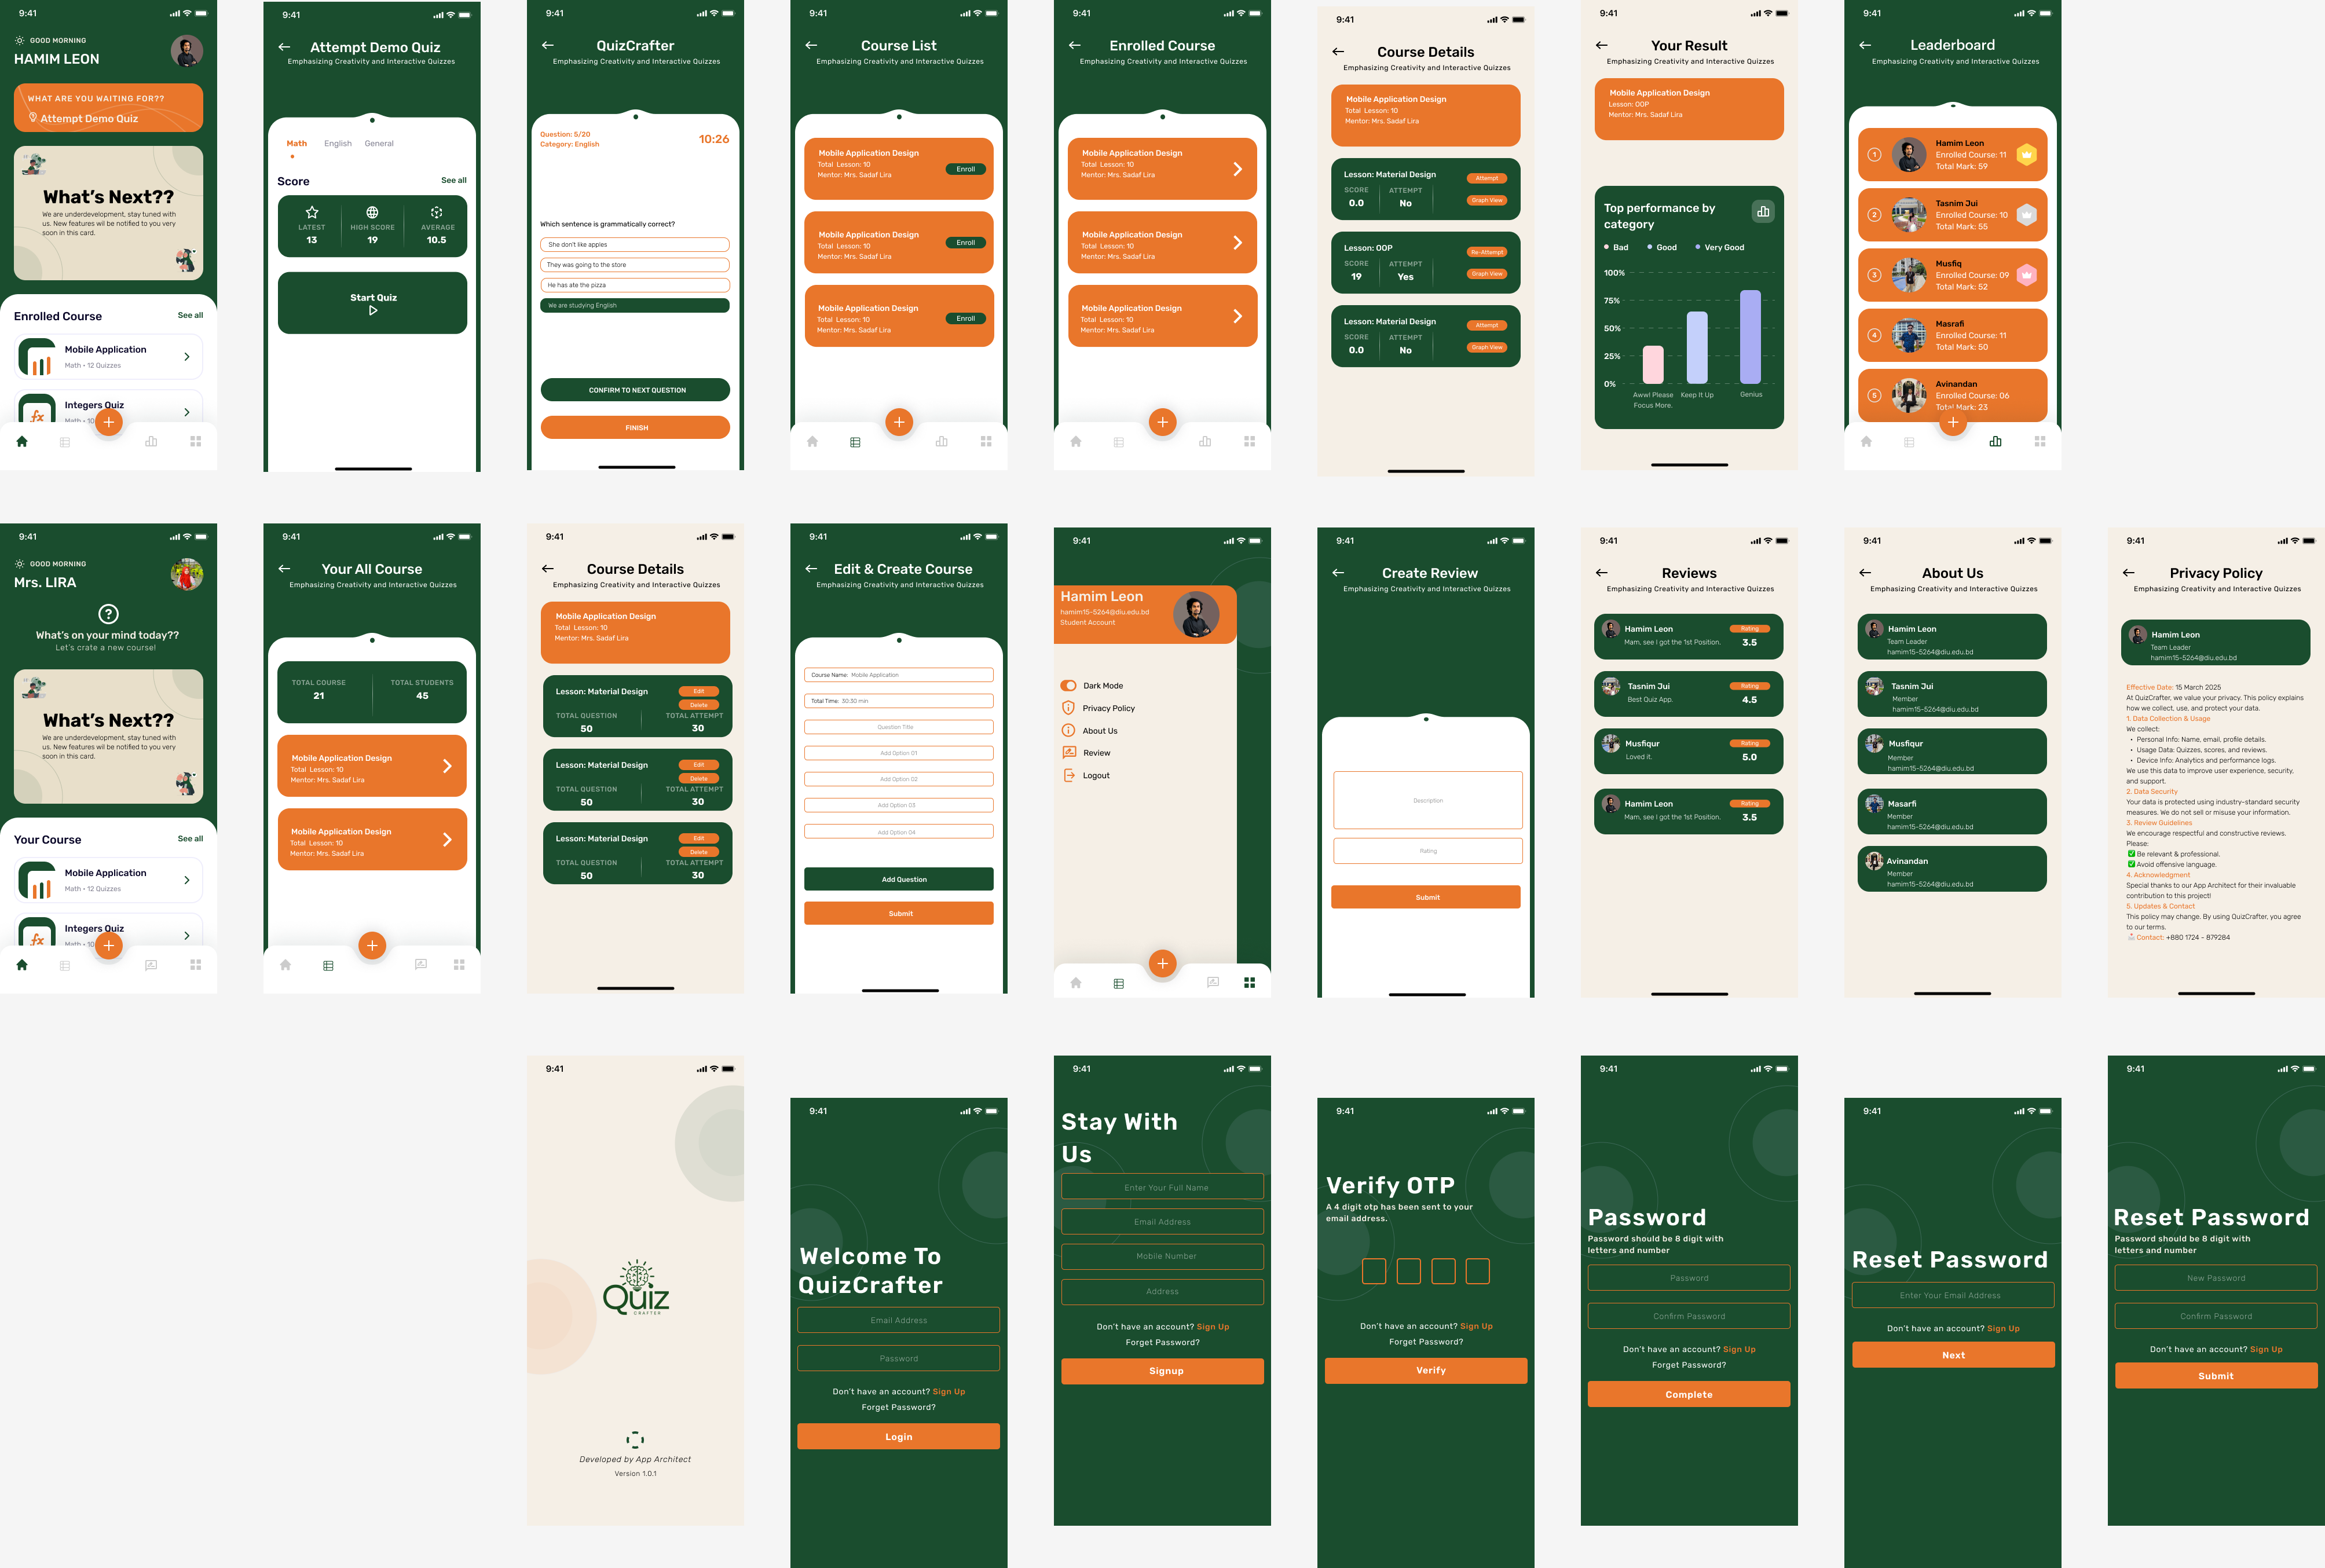 9:41
GOOD MORNING
HAMIM LEON
WHAT ARE YOU WAITING FOR??
Attempt Demo Quiz
What's Next??
We are underdevelopment, stay tuned with
us. New features wil be notified to you very
soon in this card.
Enrolled Course
See all
Mobile Application
Math • 12 Quizzes
Integers Quiz
Math • 10
9:41
Attempt Demo Quiz
Emphasizing Creativity and Interactive Quizzes
Math English General
Score
See all
LATEST HIGH SCORE AVERAGE
13 19 10.5
Start Quiz
9:41
QuizCrafter
Emphasizing Creativity and Interactive Quizzes
Question: 5/20
Category: English
10:26
Which sentence is grammatically correct?
She don't like apples
They was going to the store
He has ate the pizza
We are studying English
CONFIRM TO NEXT QUESTION
FINISH
9:41
Course List
Emphasizing Creativity and Interactive Quizzes
Mobile Application Design
Total Lesson: 10
Mentor: Mrs. Sadaf Lira
Enroll
Mobile Application Design
Total Lesson: 10
Mentor: Mrs. Sadaf Lira
Enroll
Mobile Application Design
Total Lesson: 10
Mentor: Mrs. Sadaf Lira
Enroll
9:41
Enrolled Course
Emphasizing Creativity and Interactive Quizzes
Mobile Application Design
Total Lesson: 10
Mentor: Mrs. Sadaf Lira
Mobile Application Design
Total Lesson: 10
Mentor: Mrs. Sadaf Lira
Mobile Application Design
Total Lesson: 10
Mentor: Mrs. Sadaf Lira
9:41
Course Details
Emphasizing Creativity and Interactive Quizzes
Mobile Application Design
Total Lesson: 10
Mentor: Mrs. Sadaf Lira
Lesson: Material Design
Attempt
SCORE ATTEMPT
0.0 No
Graph View
Lesson: OOP
Re-Attempt
SCORE ATTEMPT
19 Yes
Graph View
Lesson: Material Design
Attempt
SCORE ATTEMPT
0.0 No
Graph View
9:41
Your Result
Emphasizing Creativity and Interactive Quizzes
Mobile Application Design
Lesson: OOP
Mentor: Mrs. Sadaf Lira
Top performance by
category
Bad Good Very Good
100%
75%
50%
25%
0%
Aww! Please
Focus More.
Keep It Up
Genius
9:41
Leaderboard
Emphasizing Creativity and Interactive Quizzes
1
Hamim Leon
Enrolled Course: 11
Total Mark: 59
2
Tasnim Jui
Enrolled Course: 10
Total Mark: 55
3
Musfiq
Enrolled Course: 09
Total Mark: 52
4
Masrafi
Enrolled Course: 11
Total Mark: 50
5
Avinandan
Enrolled Course: 06
Total Mark: 23
9:41
GOOD MORNING
Mrs. LIRA
What's on your mind today??
Let's crate a new course!
What's Next??
We are underdevelopment, stay tuned with
us. New features wil be notified to you very
soon in this card.
Your Course
See all
Mobile Application
Math • 12 Quizzes
Integers Quiz
Math • 10
9:41
Your All Course
Emphasizing Creativity and Interactive Quizzes
TOTAL COURSE TOTAL STUDENTS
21 45
Mobile Application Design
Total Lesson: 10
Mentor: Mrs. Sadaf Lira
Mobile Application Design
Total Lesson: 10
Mentor: Mrs. Sadaf Lira
9:41
Course Details
Emphasizing Creativity and Interactive Quizzes
Mobile Application Design
Total Lesson: 10
Mentor: Mrs. Sadaf Lira
Lesson: Material Design
Edit
Delete
TOTAL QUESTION TOTAL ATTEMPT
50 30
Lesson: Material Design
Edit
Delete
TOTAL QUESTION TOTAL ATTEMPT
50 30
Lesson: Material Design
Edit
Delete
TOTAL QUESTION TOTAL ATTEMPT
50 30
9:41
Edit & Create Course
Emphasizing Creativity and Interactive Quizzes
Course Name: Mobile Application
Total Time: 30:30 min
Question Title
Add Option 01
Add Option 02
Add Option 03
Add Option 04
Add Question
Submit
9:41
Hamim Leon
hamim15-5264@diu.edu.bd
Student Account
Dark Mode
Privacy Policy
About Us
Review
Logout
9:41
Create Review
Emphasizing Creativity and Interactive Quizzes
Description
Rating
Submit
9:41
Reviews
Emphasizing Creativity and Interactive Quizzes
Hamim Leon
Mam, see I got the 1st Position.
Rating
3.5
Tasnim Jui
Best Quiz App.
Rating
4.5
Musfiqur
Loved it.
Rating
5.0
Hamim Leon
Mam, see I got the 1st Position.
Rating
3.5
9:41
About Us
Emphasizing Creativity and Interactive Quizzes
Hamim Leon
Team Leader
hamim15-5264@diu.edu.bd
Tasnim Jui
Member
hamim15-5264@diu.edu.bd
Musfiqur
Member
hamim15-5264@diu.edu.bd
Masarfi
Member
hamim15-5264@diu.edu.bd
Avinandan
Member
hamim15-5264@diu.edu.bd
9:41
Privacy Policy
Emphasizing Creativity and Interactive Quizzes
Hamim Leon
Team Leader
hamim15-5264@diu.edu.bd
Effective Date: 15 March 2025
At QuizCrafter, we value your privacy. This policy explains
how we collect, use, and protect your data.
1. Data Collection & Usage
We collect:
• Personal Info: Name, email, profile details.
• Usage Data: Quizzes, scores, and reviews.
• Device Info: Analytics and performance logs.
We use this data to improve user experience, security,
and support.
2. Data Security
Your data is protected using industry-standard security
measures. We do not sell or misuse your information.
3. Review Guidelines
We encourage respectful and constructive reviews.
Please:
✅ Be relevant & professional.
✅ Avoid offensive language.
4. Acknowledgment
Special thanks to our App Architect for their invaluable
contribution to this project!
5. Updates & Contact
This policy may change. By using QuizCrafter, you agree
to our terms.
Contact: +880 1724 - 879284
9:41
Quiz
CRAFTER
Developed by App Architect
Version 1.0.1
9:41
Welcome To
QuizCrafter
Email Address
Password
Don't have an account? Sign Up
Forget Password?
Login
9:41
Stay With
Us
Enter Your Full Name
Email Address
Mobile Number
Address
Don't have an account? Sign Up
Forget Password?
Signup
9:41
Verify OTP
A 4 digit otp has been sent to your
email address.
Don't have an account? Sign Up
Forget Password?
Verify
9:41
Password
Password should be 8 digit with
letters and number
Password
Confirm Password
Don't have an account? Sign Up
Forget Password?
Complete
9:41
Reset Password
Enter Your Email Address
Don't have an account? Sign Up
Next
9:41
Reset Password
Password should be 8 digit with
letters and number
New Password
Confirm Password
Don't have an account? Sign Up
Submit